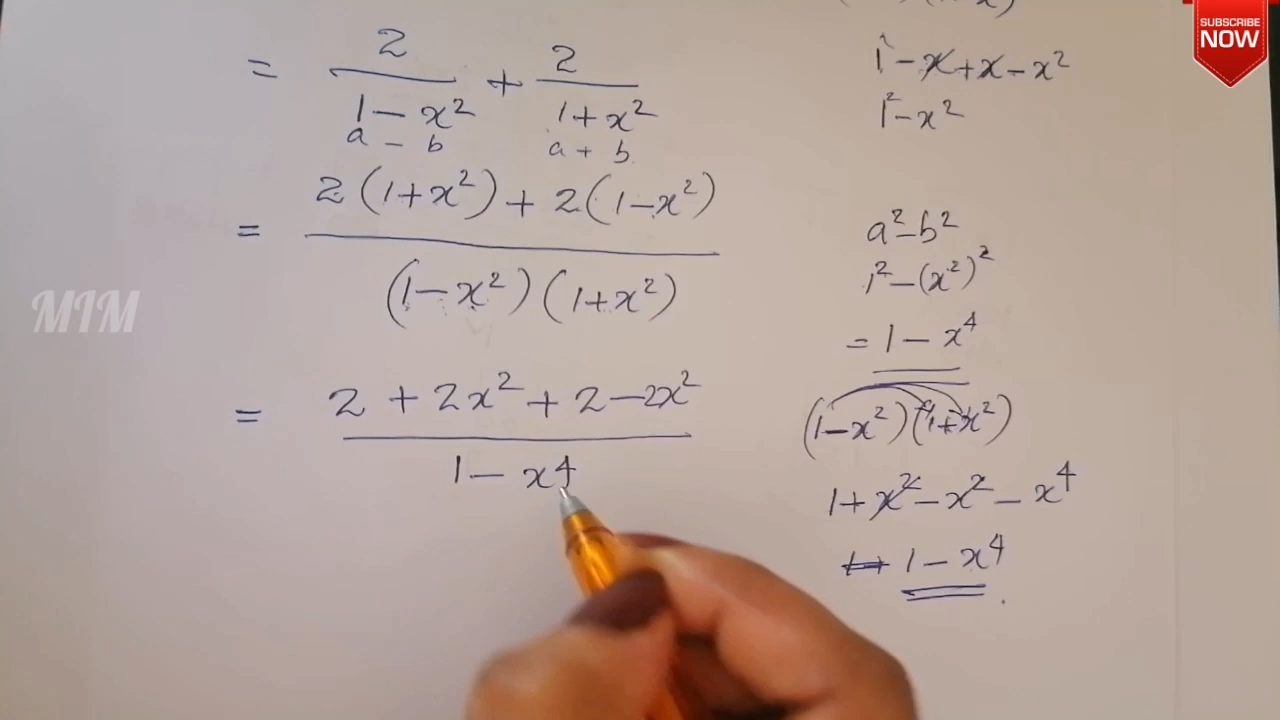 SUBSCRIBE
NOW
= 2/(1 - x²) + 2/(1 + x²)
a - b a + b
= (2(1+x²) + 2(1-x²))/((1-x²)(1+x²))
= (2 + 2x² + 2 - 2x²)/(1 - x⁴)
MIM
1² - x + x - x²
1² - x²
a² - b²
1² - (x²)²
= 1 - x⁴
(1-x²)(1+x²)
1 + x² - x² - x⁴
1 - x⁴